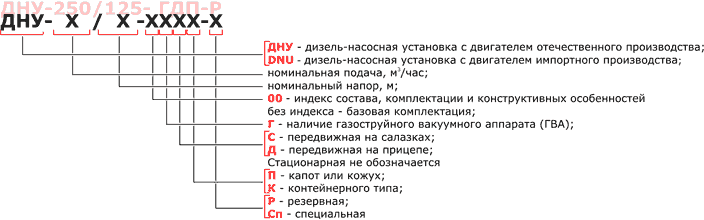 ДНУ-250/125- ГДП-Р
ДНУ- Х / Х -ХХХХ-Х
ДНУ - дизель-насосная установка с двигателем отечественного производства;
DNU - дизель-насосная установка с двигателем импортного производства;
номинальная подача, м³/час;
номинальный напор, м;
00 - индекс состава, комплектации и конструктивных особенностей
без индекса - базовая комплектация;
Г - наличие газоструйного вакуумного аппарата (ГВА);
С - передвижная на салазках;
Д - передвижная на прицепе;
Стационарная не обозначается
П - капот или кожух;
К - контейнерного типа;
Р - резервная;
Сп - специальная